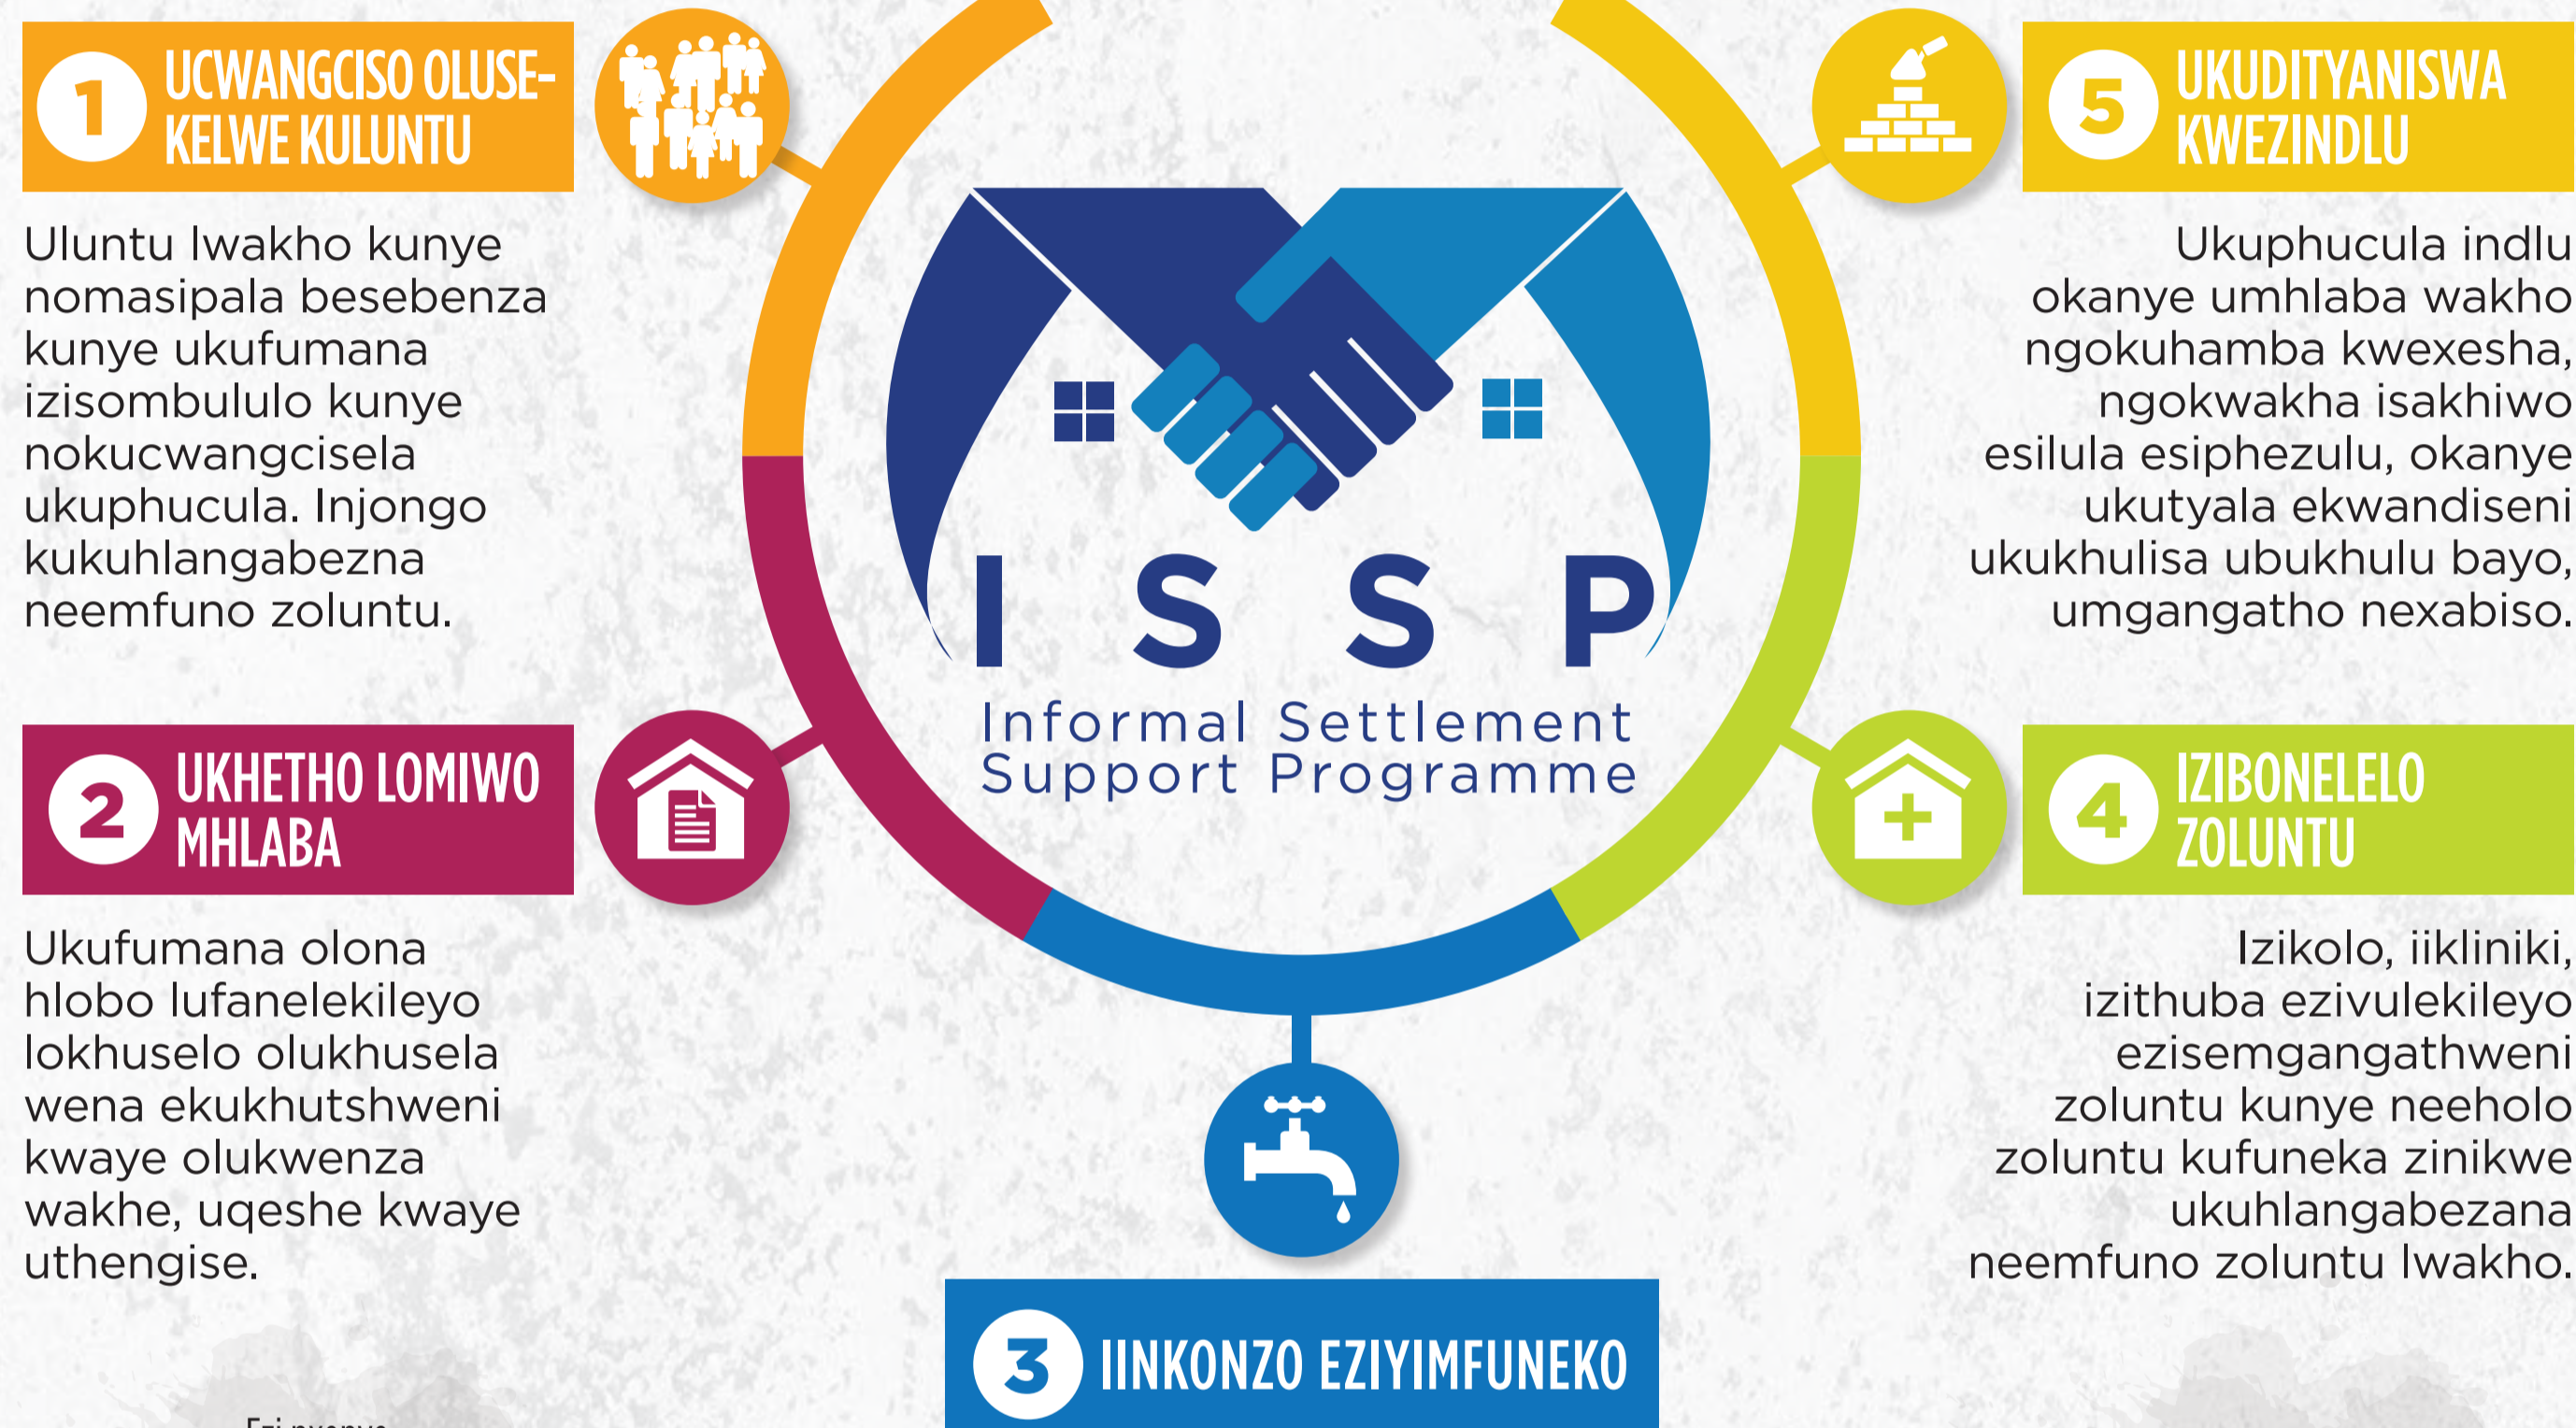 1
UCWANGCISO OLUSE-
KELWE KULUNTU
Uluntu lwakho kunye
nomasipala besebenza
kunye ukufumana
izisombululo kunye
nokucwangcisela
ukuphucula. Injongo
kukuhlangabezna
neemfuno zoluntu.
2
UKHETHO LOMIWO
MHLABA
Ukufumana olona
hlobo lufanelekileyo
lokhuselo olukhusela
wena ekukhutshweni
kwaye olukwenza
wakhe, uqeshe kwaye
uthengise.
I S S P
Informal Settlement
Support Programme
3
IINKONZO EZIYIMFUNEKO
4
IZIBONELELO
ZOLUNTU
Izikolo, iikliniki,
izithuba ezivulekileyo
ezisemgangathweni
zoluntu kunye neeholo
zoluntu kufuneka zinikwe
ukuhlangabezana
neemfuno zoluntu lwakho.
5
UKUDITYANISWA
KWEZINDLU
Ukuphucula indlu
okanye umhlaba wakho
ngokuhamba kwexesha,
ngokwakha isakhiwo
esilula esiphezulu, okanye
ukutyala ekwandiseni
ukukhulisa ubukhulu bayo,
umgangatho nexabiso.